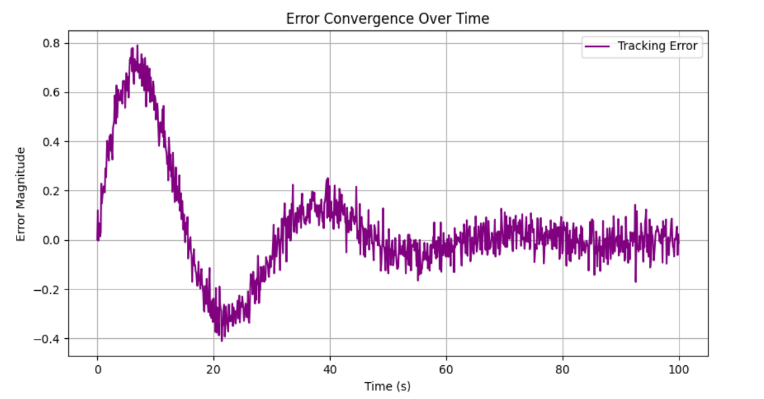 Error Convergence Over Time
Tracking Error
Error Magnitude
0.8
0.6
0.4
0.2
0.0
−0.2
−0.4
0 20 40 60 80 100
Time (s)